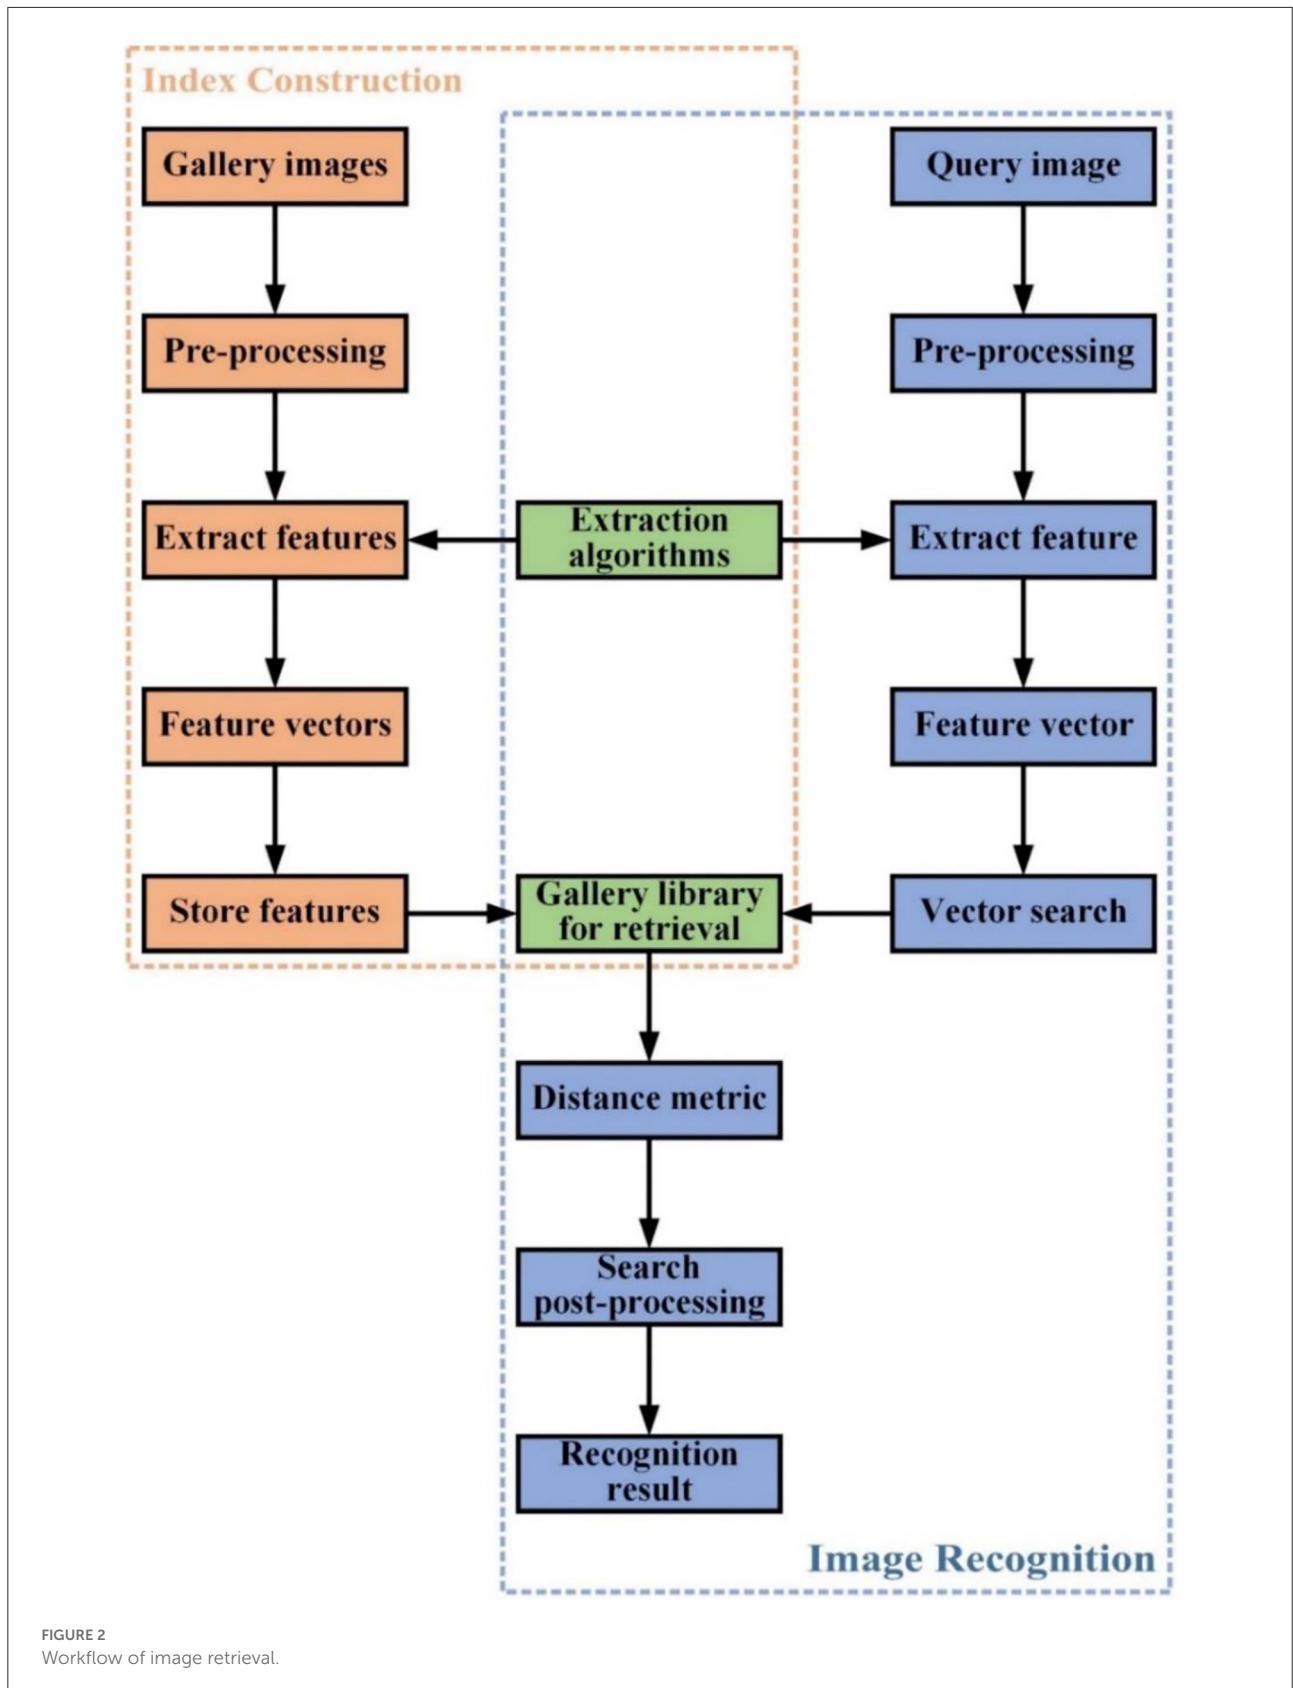 Index Construction
Gallery images
Query image
Pre-processing
Pre-processing
Extract features
Extraction
algorithms
Extract feature
Feature vectors
Feature vector
Store features
Gallery library
for retrieval
Vector search
Distance metric
Search
post-processing
Recognition
result
Image Recognition
FIGURE 2
Workflow of image retrieval.